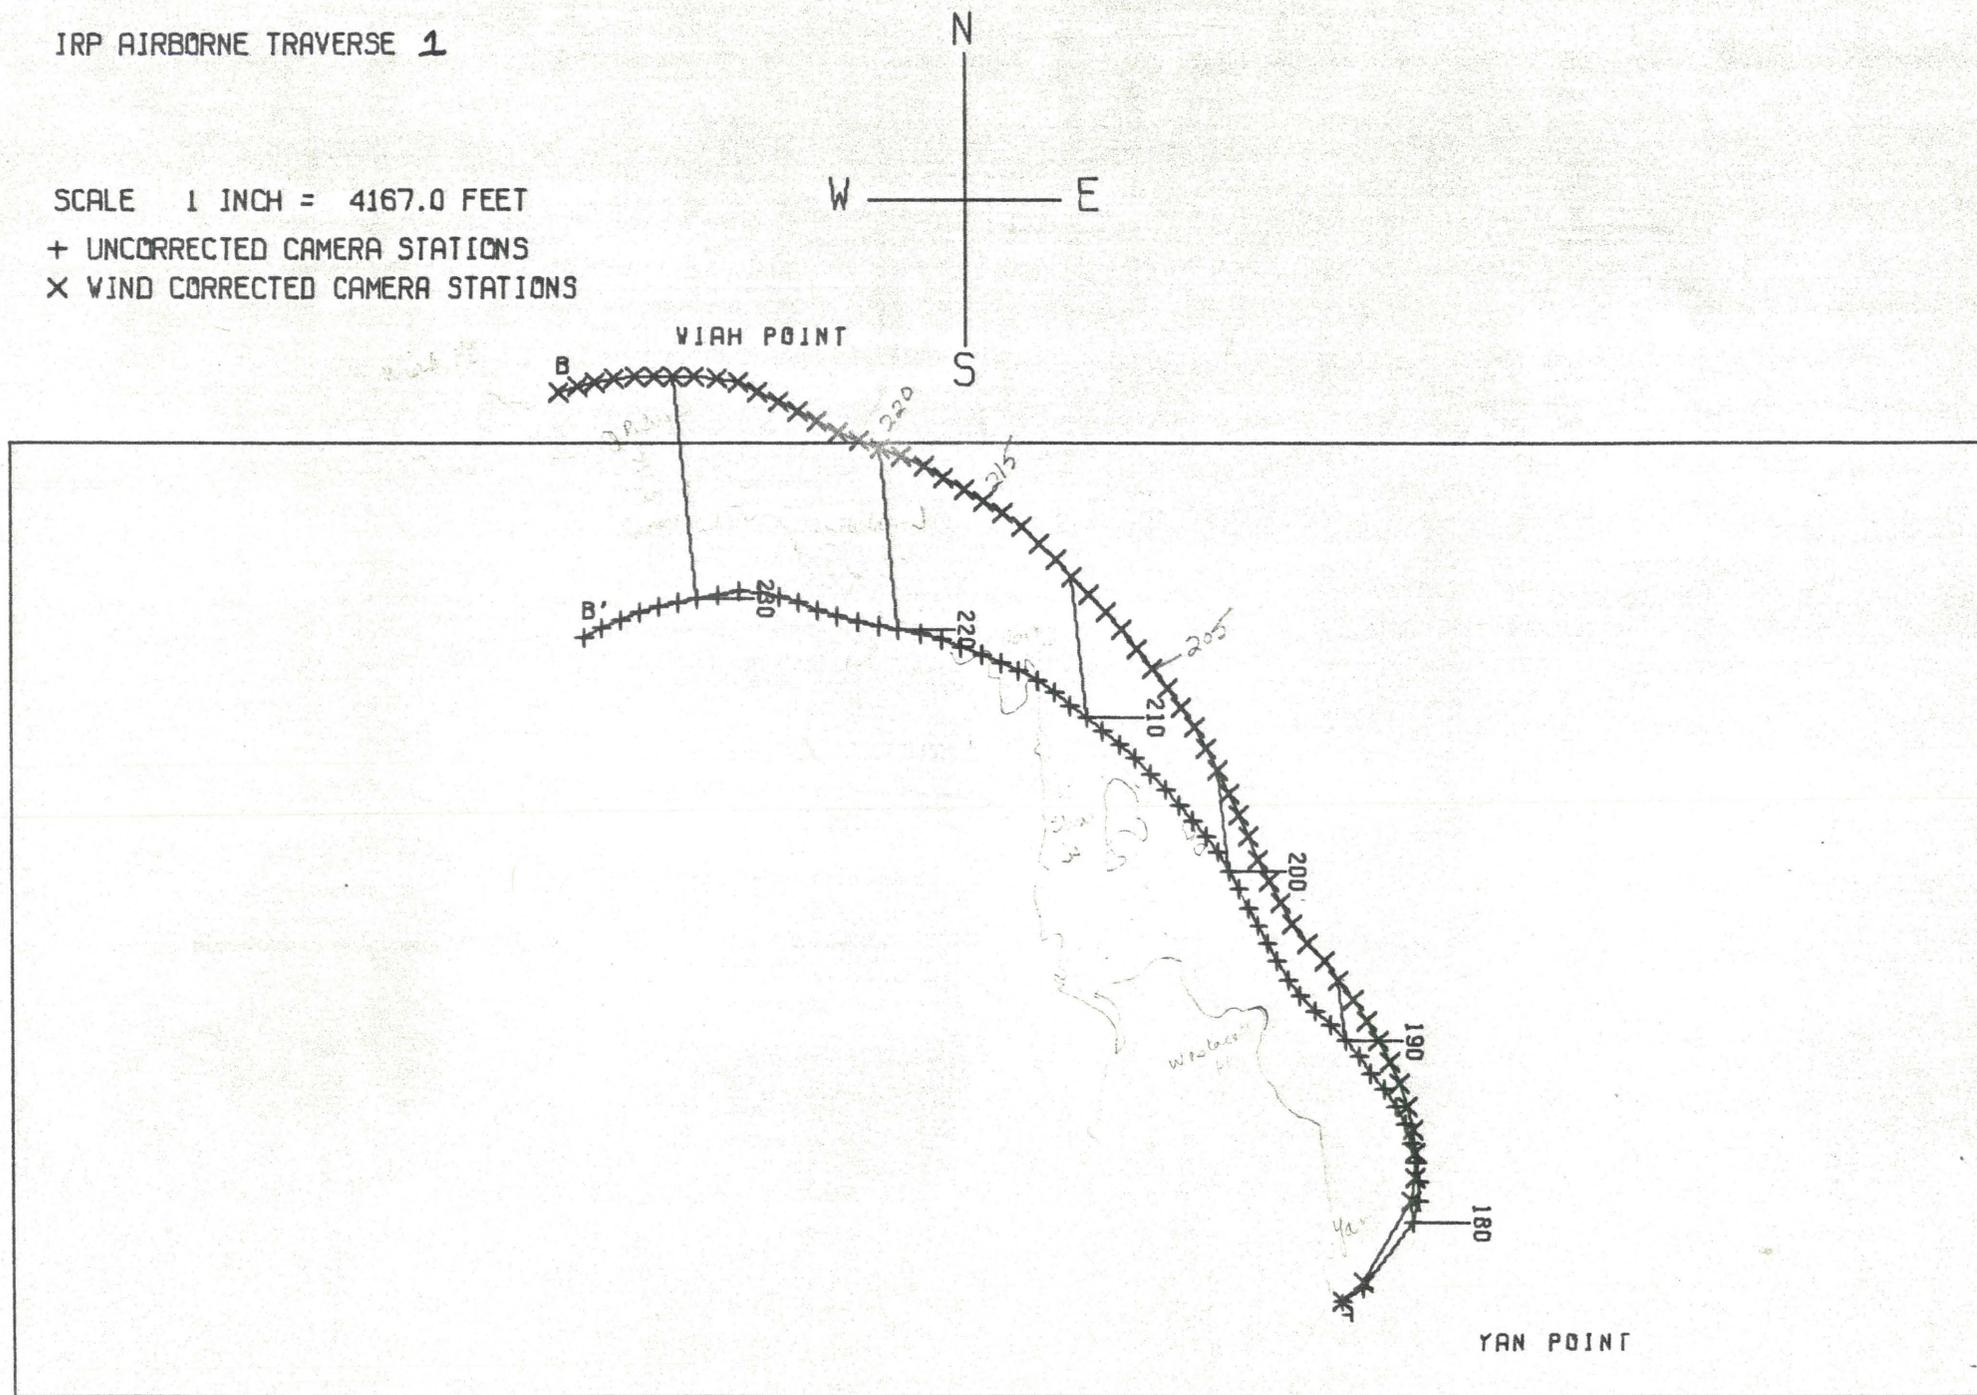 IRP AIRBORNE TRAVERSE 1
N
W E
S
SCALE 1 INCH = 4167.0 FEET
+ UNCORRECTED CAMERA STATIONS
X WIND CORRECTED CAMERA STATIONS
VIAH POINT
B
220
215
B'
230
220
205
210
200
190
180
T
YAN POINT